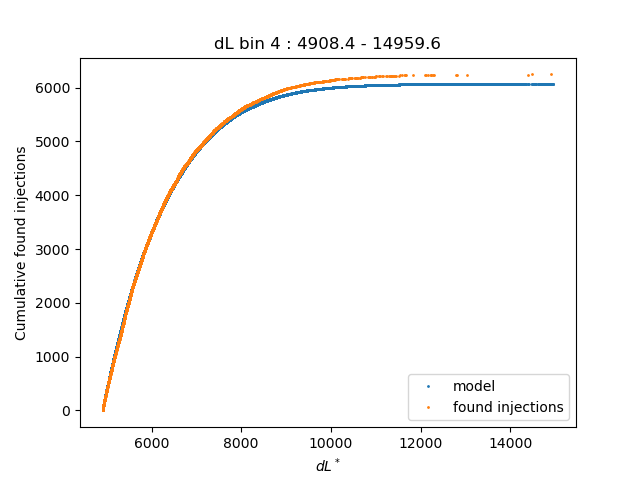 dL bin 4 : 4908.4 - 14959.6
Cumulative found injections
6000
5000
4000
3000
2000
1000
0
6000
8000
10000
12000
14000
dL*
model
found injections